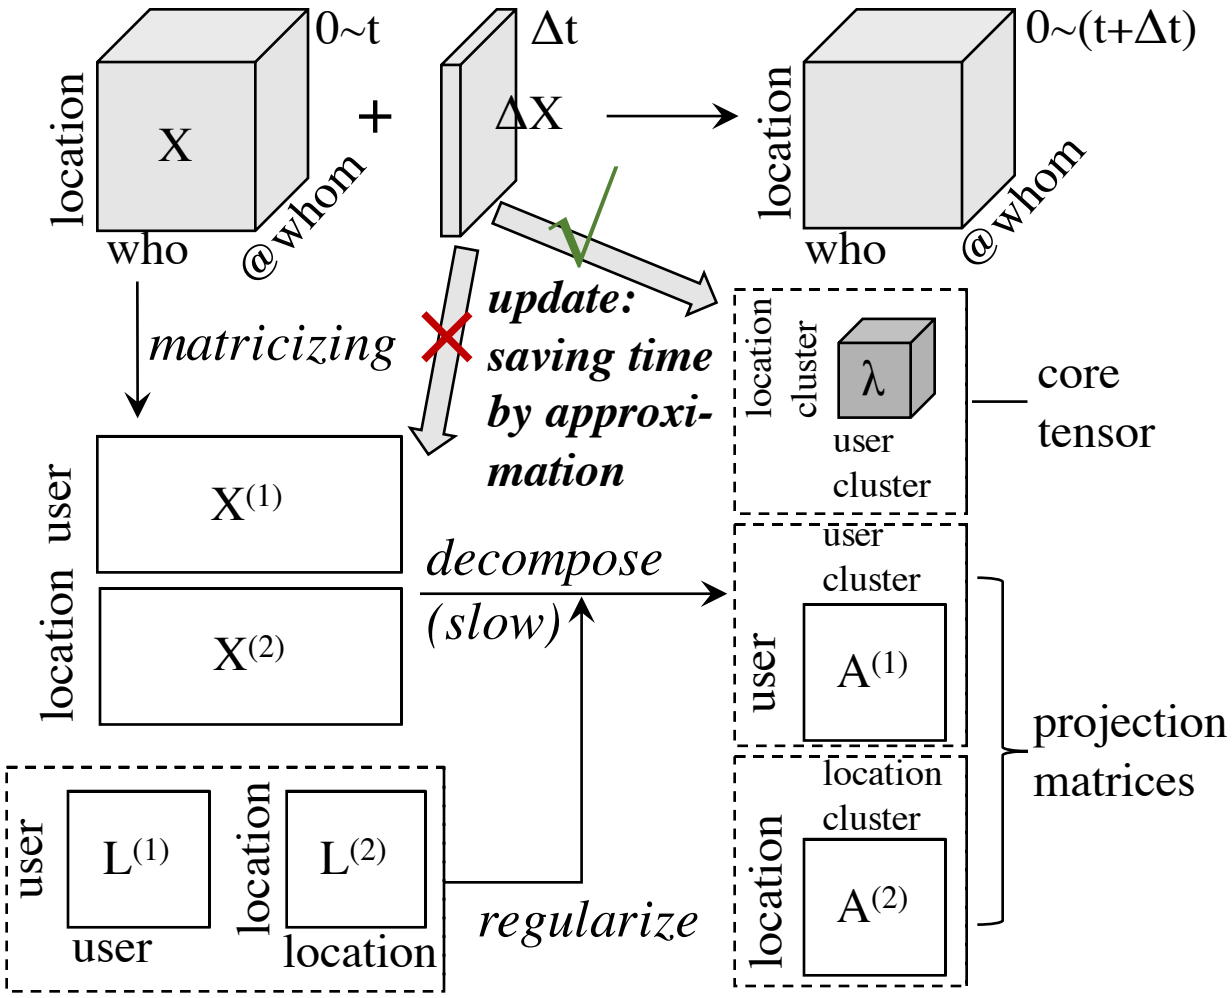 0~t
Δt
0~(t+Δt)
location
X
+
ΔX
location
who
@whom
who
@whom
matricizing
update:
saving time
by approxi-
mation
location
cluster
λ
user
cluster
core
tensor
user
X(1)
location
X(2)
decompose
(slow)
user
cluster
user
A(1)
projection
matrices
location
cluster
location
A(2)
user
L(1)
user
location
L(2)
location
regularize